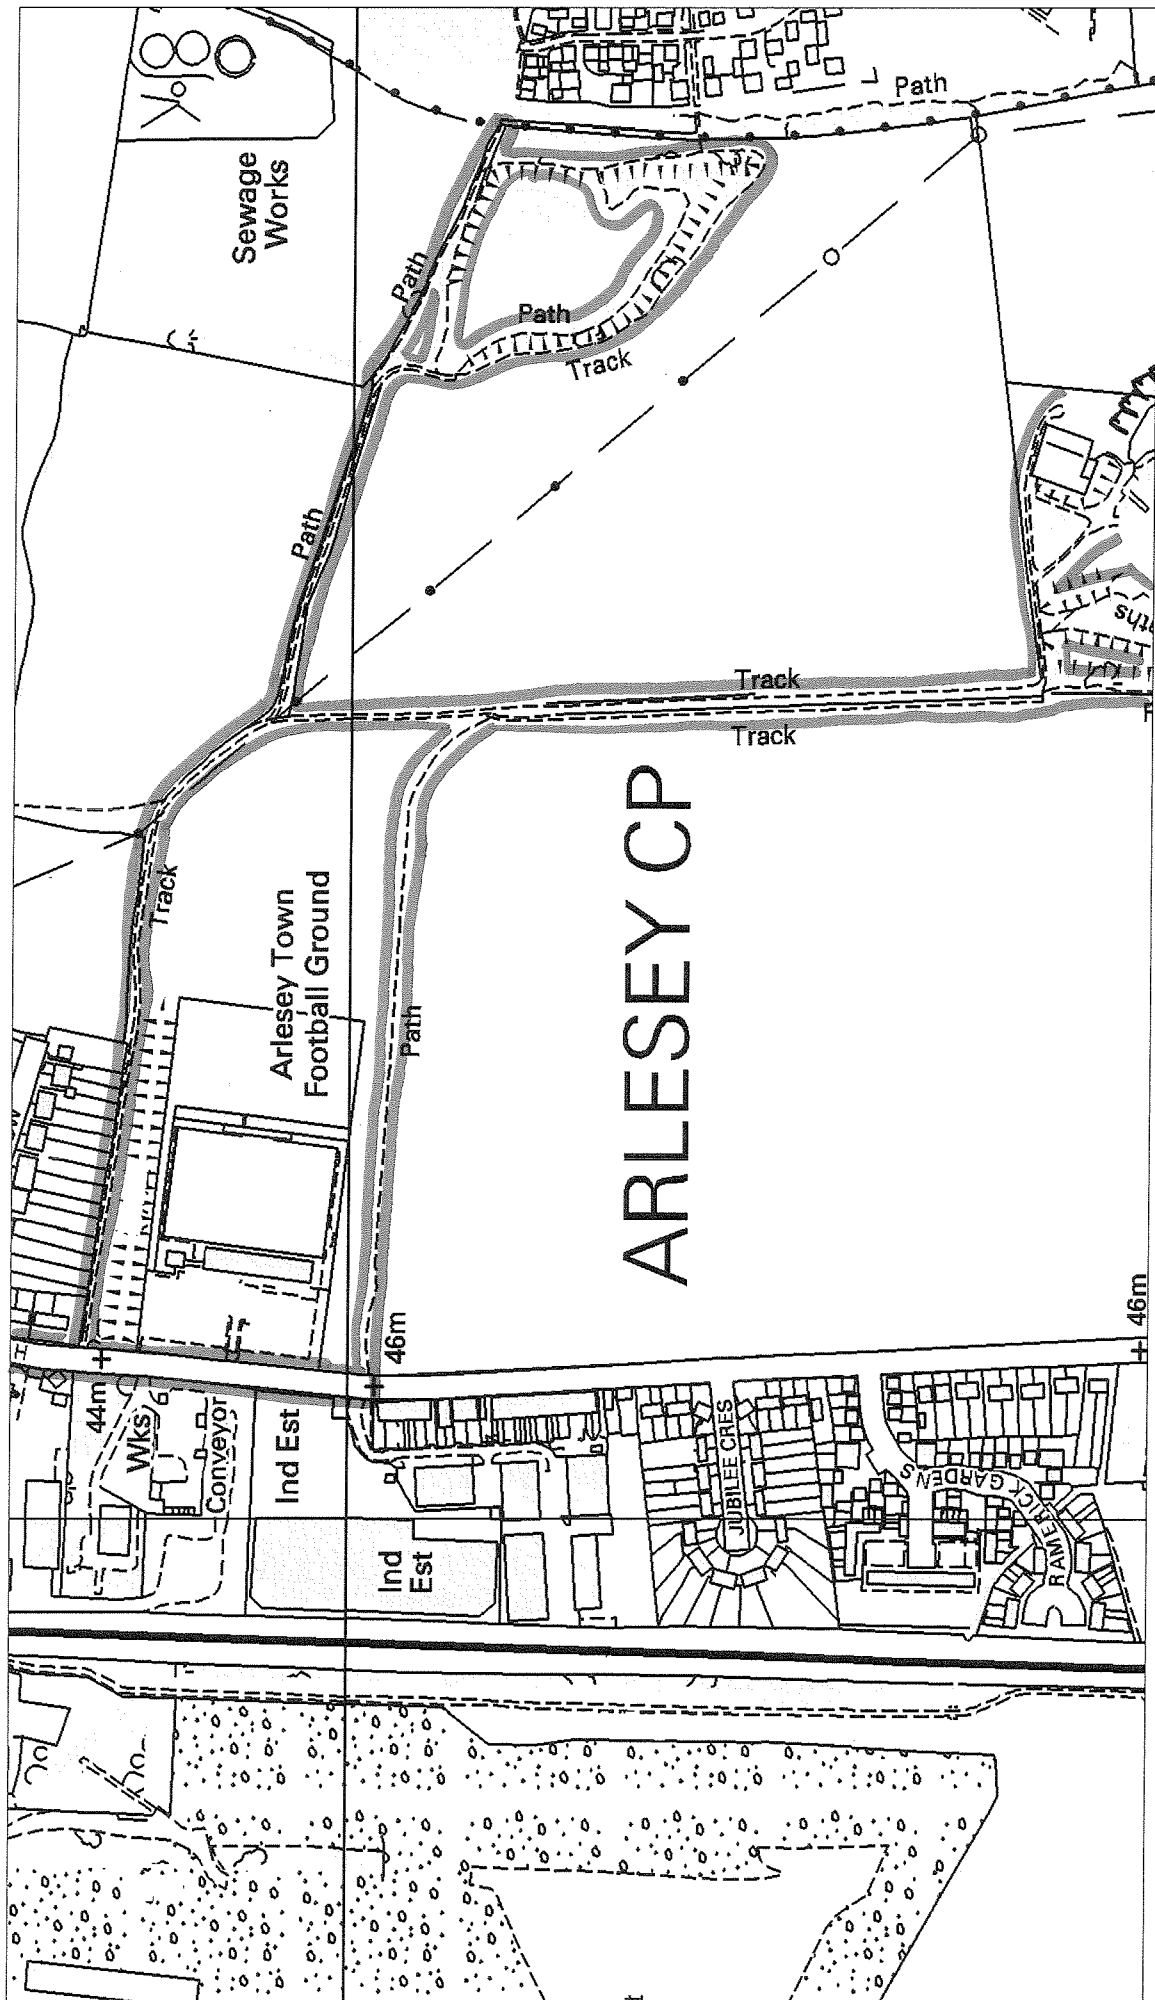 Path
Sewage
Works
Path
Path
Track
Path
Track
Track
Track
Arlesey Town
Football Ground
Path
ARLESEY CP
46m
46m
44m
Wks
Conveyor
Ind Est
Ind
Est
JUBILEE CRES
RAMERICK GARDENS